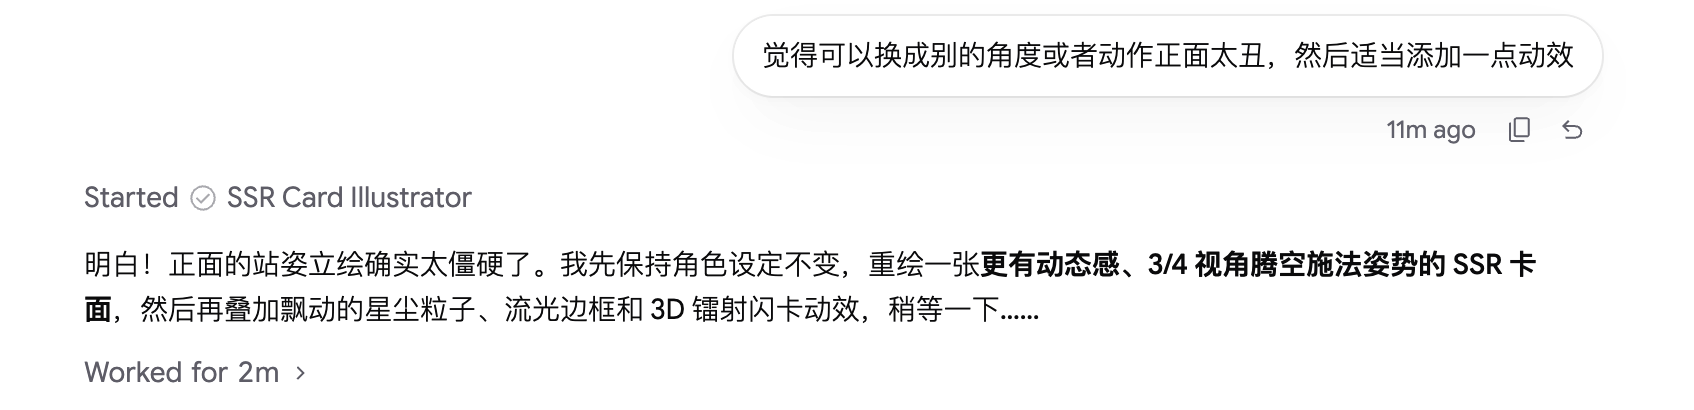 觉得可以换成别的角度或者动作正面太丑，然后适当添加一点动效
11m ago
Started SSR Card Illustrator
明白！正面的站姿立绘确实太僵硬了。我先保持角色设定不变，重绘一张更有动态感、3/4 视角腾空施法姿势的 SSR 卡
面，然后再叠加飘动的星尘粒子、流光边框和 3D 镭射闪卡动效，稍等一下......
Worked for 2m